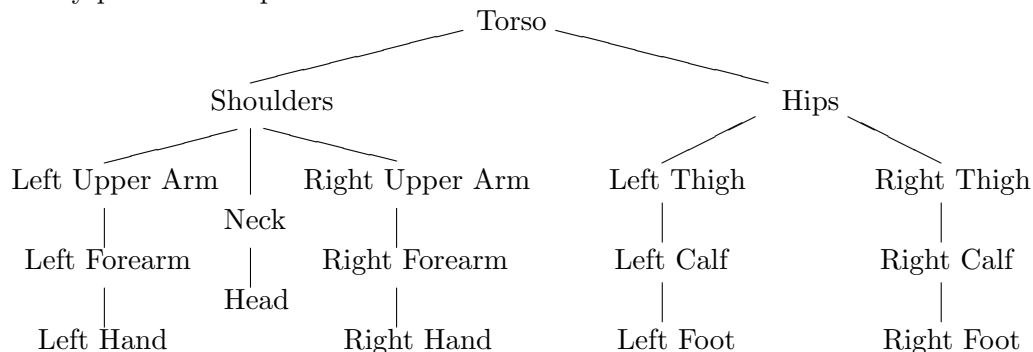 Torso
Shoulders Hips
Left Upper Arm Right Upper Arm Left Thigh Right Thigh
Neck
Left Forearm Right Forearm Left Calf Right Calf
Head
Left Hand Right Hand Left Foot Right Foot